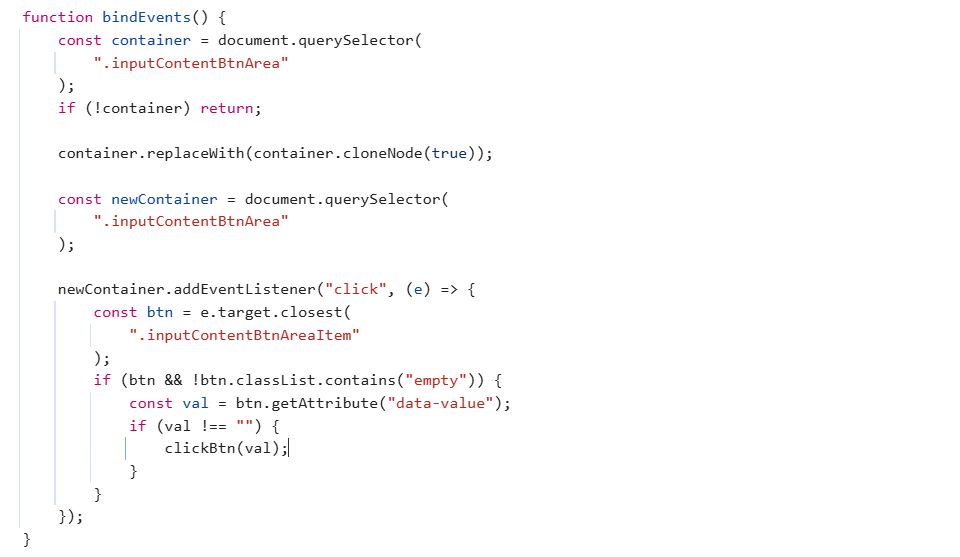 function bindEvents() {
    const container = document.querySelector(
        ".inputContentBtnArea"
    );
    if (!container) return;

    container.replaceWith(container.cloneNode(true));

    const newContainer = document.querySelector(
        ".inputContentBtnArea"
    );

    newContainer.addEventListener("click", (e) => {
        const btn = e.target.closest(
            ".inputContentBtnAreaItem"
        );
        if (btn && !btn.classList.contains("empty")) {
            const val = btn.getAttribute("data-value");
            if (val !== "") {
                clickBtn(val);
            }
        }
    });
}